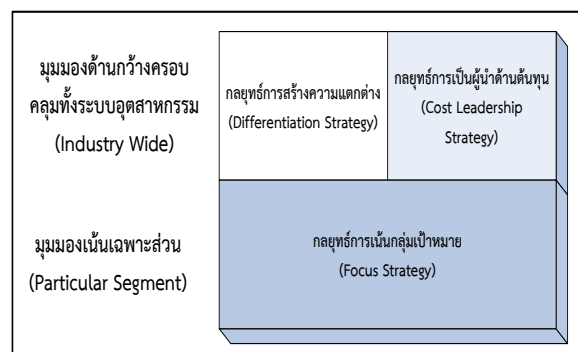 มุมมองด้านกว้างครอบ
คลุมทั้งระบบอุตสาหกรรม
(Industry Wide)
กลยุทธ์การสร้างความแตกต่าง
(Differentiation Strategy)
กลยุทธ์การเป็นผู้นำด้านต้นทุน
(Cost Leadership
Strategy)
มุมมองเน้นเฉพาะส่วน
(Particular Segment)
กลยุทธ์การเน้นกลุ่มเป้าหมาย
(Focus Strategy)